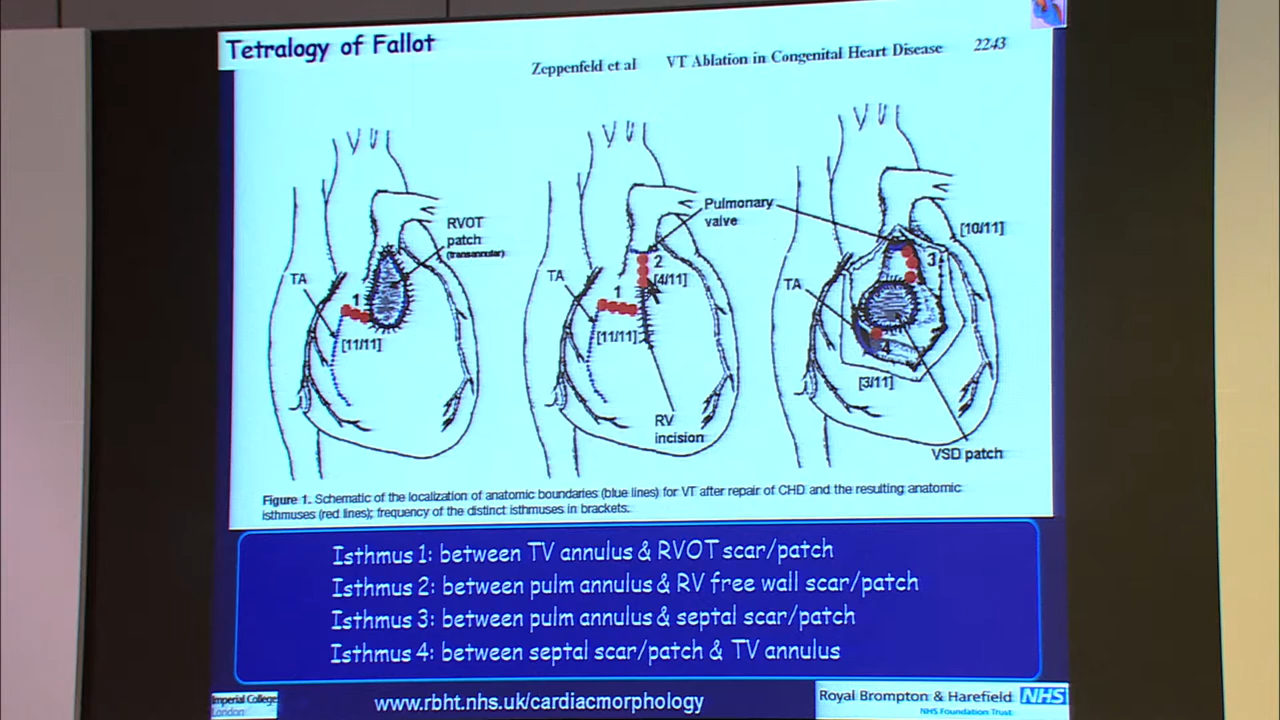 Tetralogy of Fallot
Zeppenfeld et al VT Ablation in Congenital Heart Disease 2243
RVOT
patch
(transannular)
TA
1
[11/11]
Pulmonary
valve
TA
2
[4/11]
1
[11/11]
RV
incision
[10/11]
3
TA
4
[3/11]
VSD patch
Figure 1. Schematic of the localization of anatomic boundaries (blue lines) for VT after repair of CHD and the resulting anatomic
isthmuses (red lines); frequency of the distinct isthmuses in brackets.
Isthmus 1: between TV annulus & RVOT scar/patch
Isthmus 2: between pulm annulus & RV free wall scar/patch
Isthmus 3: between pulm annulus & septal scar/patch
Isthmus 4: between septal scar/patch & TV annulus
Imperial College
London
www.rbht.nhs.uk/cardiacmorphology
Royal Brompton & Harefield NHS
NHS Foundation Trust